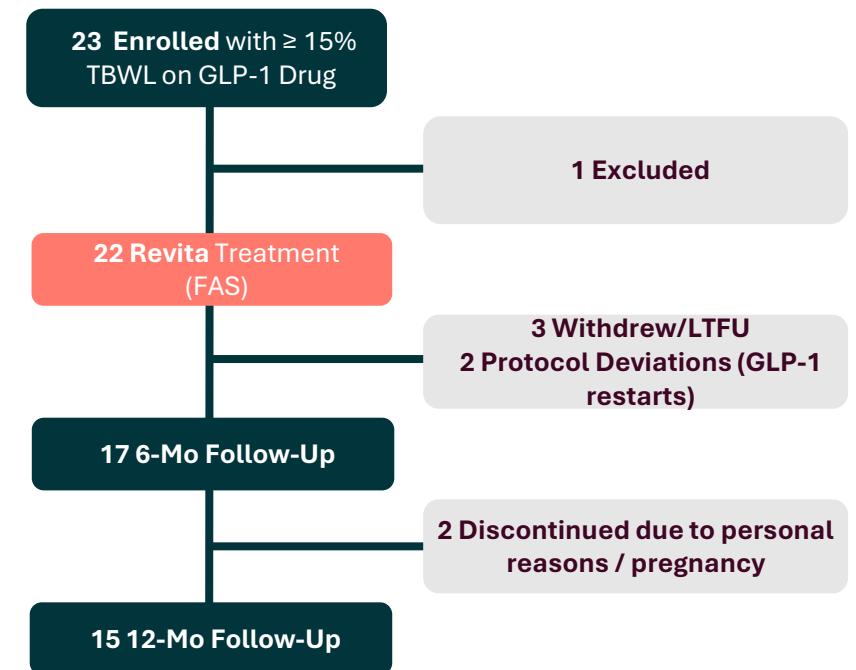 23 Enrolled with ≥ 15%
TBWL on GLP-1 Drug
1 Excluded
22 Revita Treatment
(FAS)
3 Withdrew/LTFU
2 Protocol Deviations (GLP-1
restarts)
17 6-Mo Follow-Up
2 Discontinued due to personal
reasons / pregnancy
15 12-Mo Follow-Up